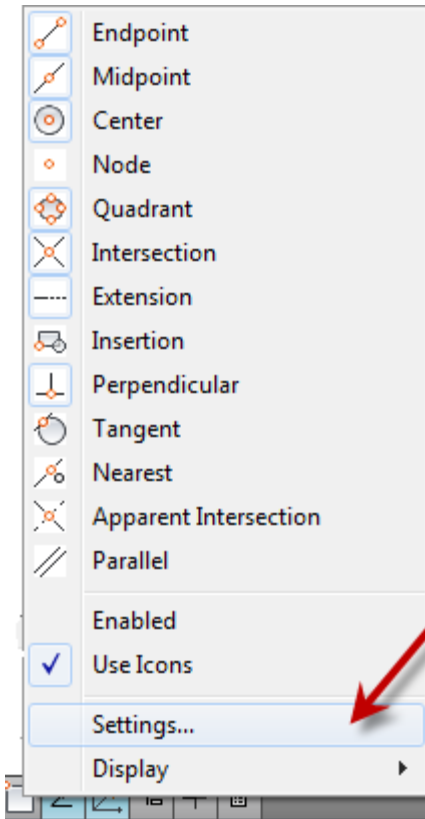 Endpoint
Midpoint
Center
Node
Quadrant
Intersection
Extension
Insertion
Perpendicular
Tangent
Nearest
Apparent Intersection
Parallel
Enabled
Use Icons
Settings...
Display